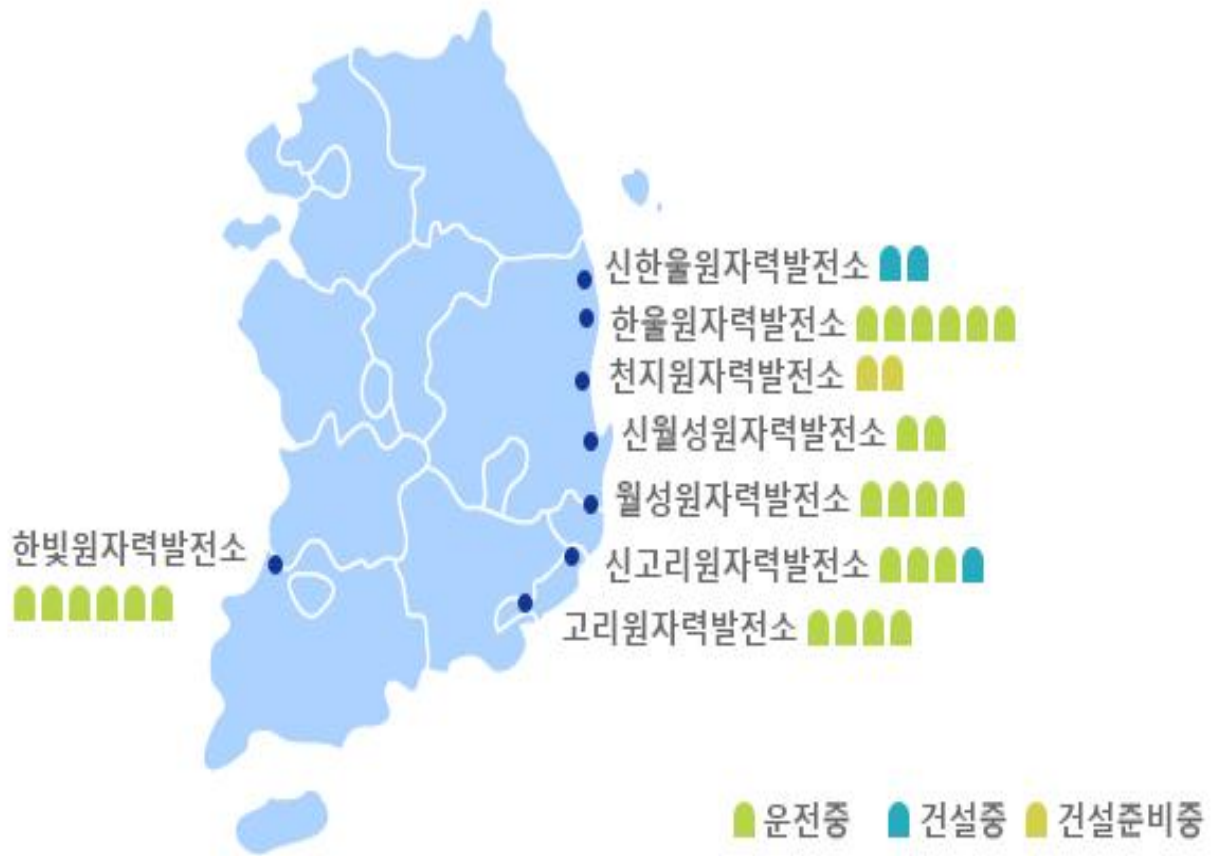 신한울원자력발전소
한울원자력발전소
천지원자력발전소
신월성원자력발전소
월성원자력발전소
한빛원자력발전소
신고리원자력발전소
고리원자력발전소
운전중 건설중 건설준비중